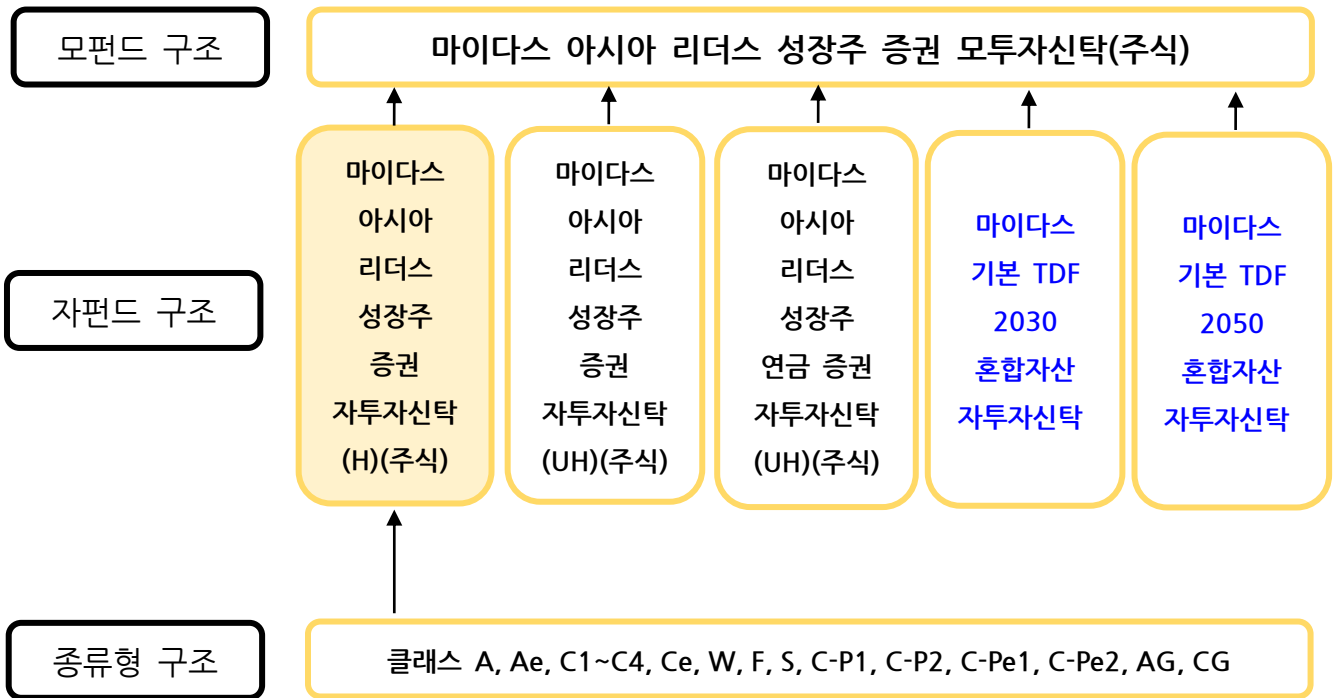 모펀드 구조
마이다스 아시아 리더스 성장주 증권 모투자신탁(주식)
자펀드 구조
마이다스
아시아
리더스
성장주
증권
자투자신탁
(H)(주식)
마이다스
아시아
리더스
성장주
증권
자투자신탁
(UH)(주식)
마이다스
아시아
리더스
성장주
연금 증권
자투자신탁
(UH)(주식)
마이다스
기본 TDF
2030
혼합자산
자투자신탁
마이다스
기본 TDF
2050
혼합자산
자투자신탁
종류형 구조
클래스 A, Ae, C1~C4, Ce, W, F, S, C-P1, C-P2, C-Pe1, C-Pe2, AG, CG